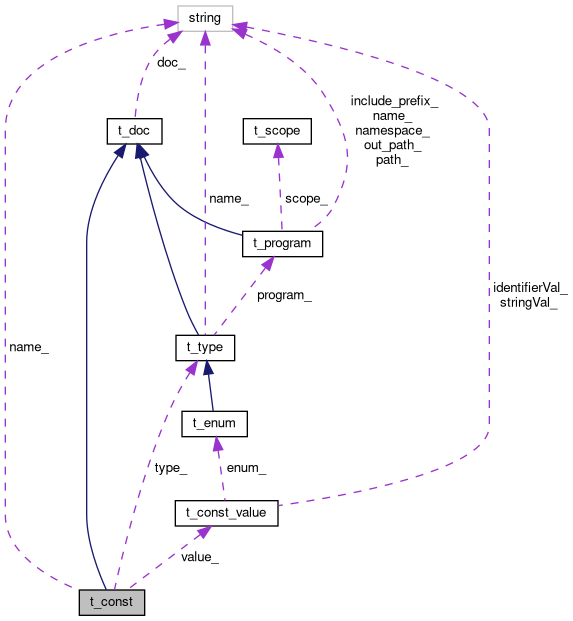 string
doc_
include_prefix_
name_
namespace_
out_path_
path_
t_doc
t_scope
name_
scope_
t_program
program_
identifierVal_
stringVal_
name_
t_type
t_enum
type_
enum_
t_const_value
value_
t_const